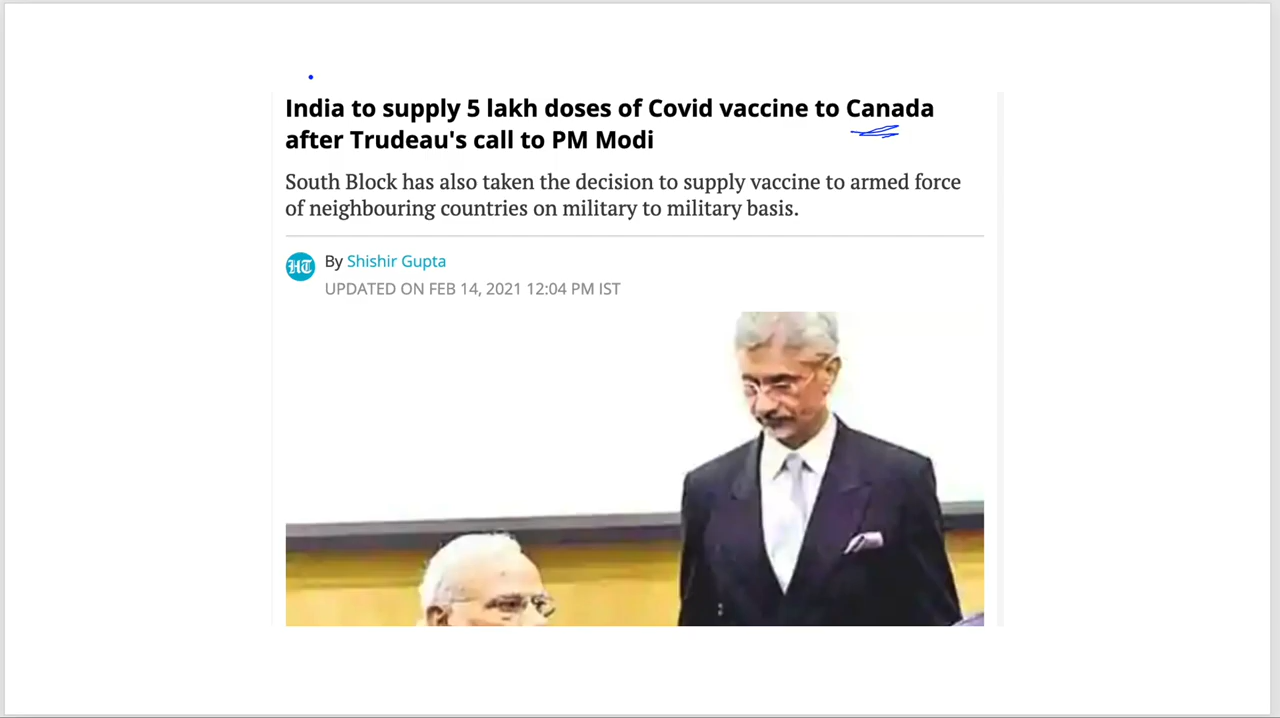 India to supply 5 lakh doses of Covid vaccine to Canada
after Trudeau's call to PM Modi
South Block has also taken the decision to supply vaccine to armed force
of neighbouring countries on military to military basis.
HT
By Shishir Gupta
UPDATED ON FEB 14, 2021 12:04 PM IST